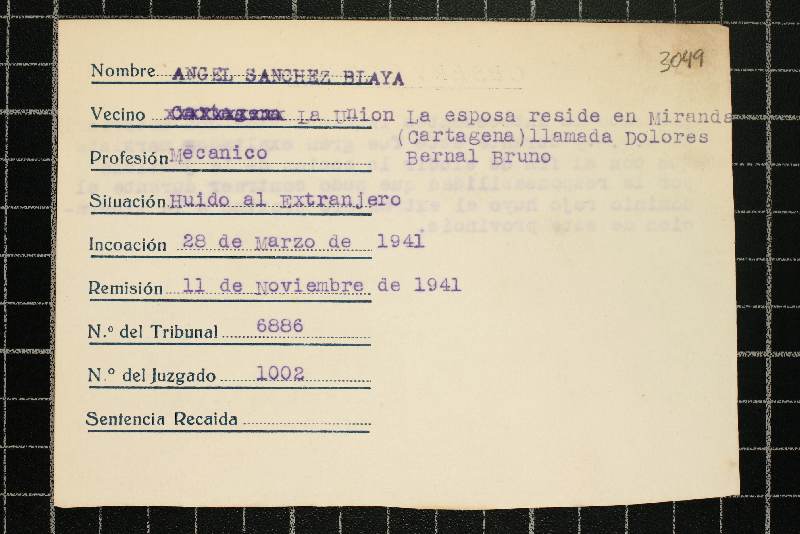 3049
Nombre ANGEL SANCHEZ BLAYA
Vecino Cartagena La Union La esposa reside en Miranda
(Cartagena)llamada Dolores
Profesión Mecanico Bernal Bruno
Situación Huido al Extranjero
Incoación 28 de Marzo de 1941
Remisión 11 de Noviembre de 1941
N.º del Tribunal 6886
N.º del Juzgado 1002
Sentencia Recaida